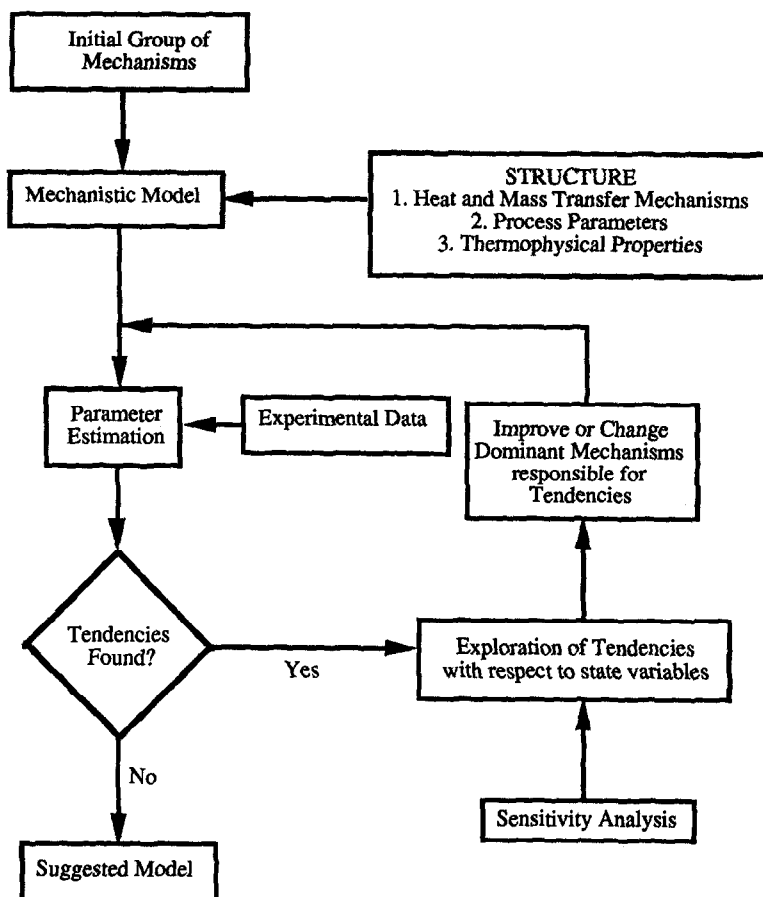 Initial Group of
Mechanisms
Mechanistic Model
STRUCTURE
1. Heat and Mass Transfer Mechanisms
2. Process Parameters
3. Thermophysical Properties
Parameter
Estimation
Experimental Data
Improve or Change
Dominant Mechanisms
responsible for
Tendencies
Tendencies
Found?
Yes
Exploration of Tendencies
with respect to state variables
No
Sensitivity Analysis
Suggested Model